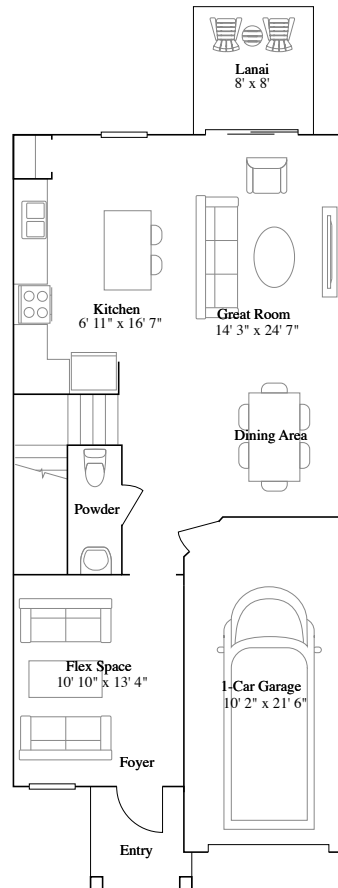 Lanai
8' x 8'
Kitchen
6' 11" x 16' 7"
Great Room
14' 3" x 24' 7"
Dining Area
Powder
Flex Space
10' 10" x 13' 4"
1-Car Garage
10' 2" x 21' 6"
Foyer
Entry